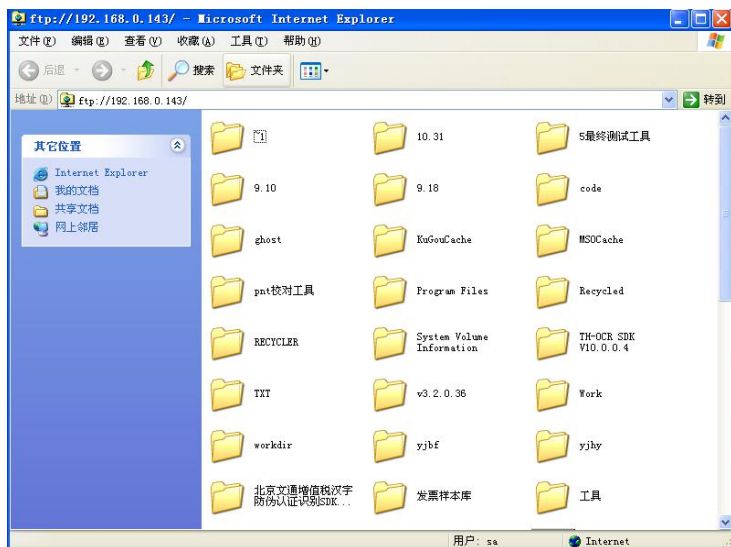 ftp://192.168.0.143/ - Microsoft Internet Explorer
文件(F) 编辑(E) 查看(V) 收藏(A) 工具(T) 帮助(H)
后退 搜索 文件夹
地址(D) ftp://192.168.0.143/ 转到
其它位置
Internet Explorer
我的文档
共享文档
网上邻居
1 10.31 5最终测试工具
9.10 9.18 code
ghost KuGouCache MSOCache
pnt校对工具 Program Files Recycled
RECYCLER System Volume Information TH-OCR SDK V10.0.0.4
TXT v3.2.0.36 Work
workdir yjbf yjhy
北京文通增值税汉字防伪认证识别SDK... 发票样本库 工具
用户: sa Internet